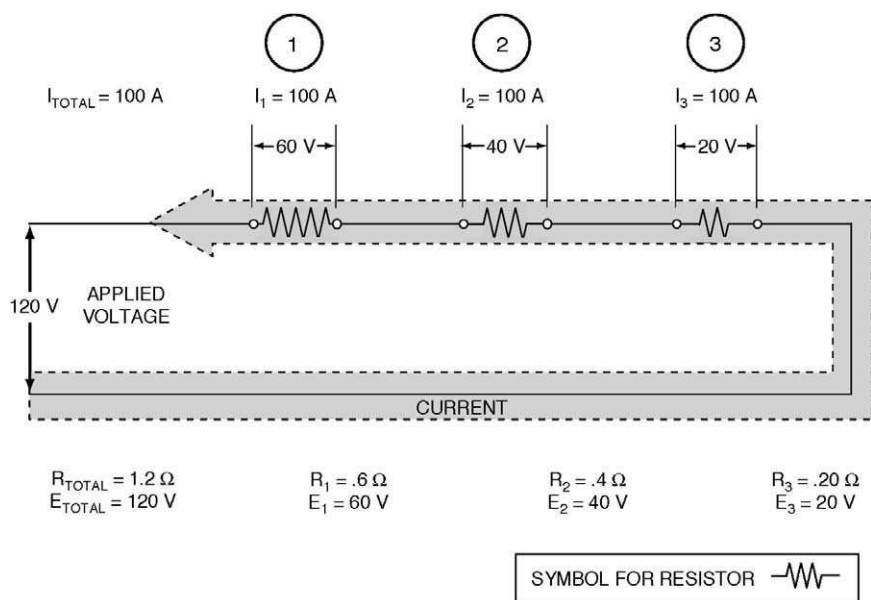 1 2 3
I_TOTAL = 100 A I_1 = 100 A I_2 = 100 A I_3 = 100 A
60 V 40 V 20 V
120 V
APPLIED
VOLTAGE
CURRENT
R_TOTAL = 1.2 Ω R_1 = .6 Ω R_2 = .4 Ω R_3 = .20 Ω
E_TOTAL = 120 V E_1 = 60 V E_2 = 40 V E_3 = 20 V
SYMBOL FOR RESISTOR